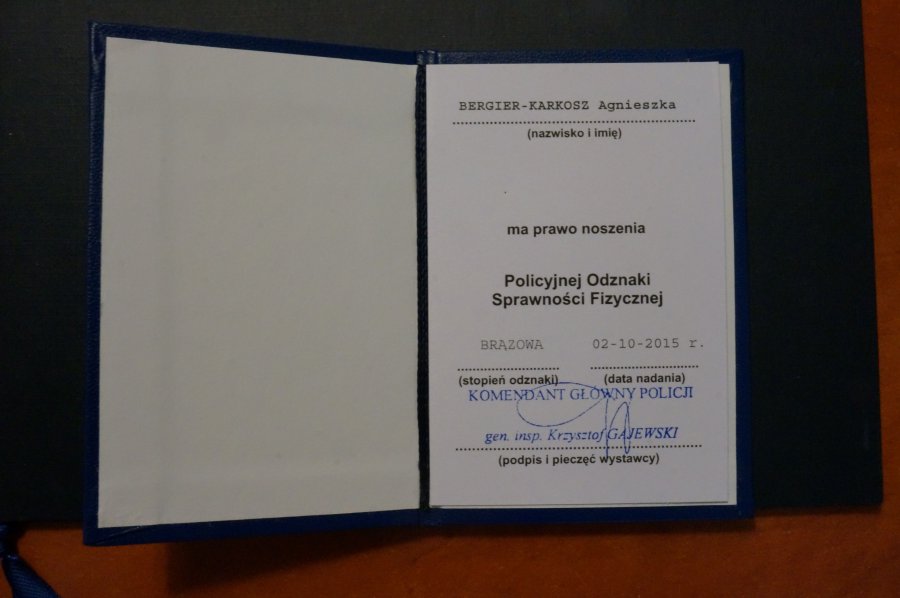 BERGIER-KARKOSZ Agnieszka
(nazwisko i imię)
ma prawo noszenia
Policyjnej Odznaki
Sprawności Fizycznej
BRĄZOWA 02-10-2015 r.
(stopień odznaki) (data nadania)
KOMENDANT GŁÓWNY POLICJI
gen. insp. Krzysztof GAJEWSKI
(podpis i pieczęć wystawcy)